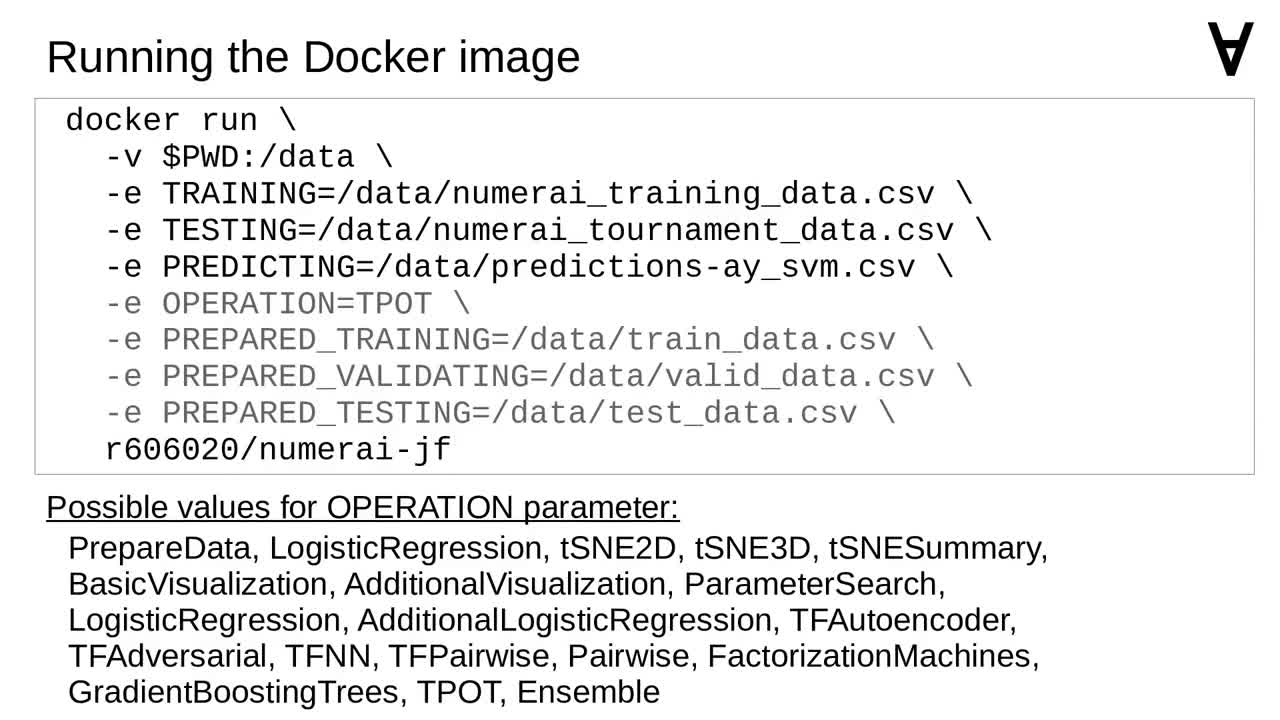 Running the Docker image
∀
docker run \
-v $PWD:/data \
-e TRAINING=/data/numerai_training_data.csv \
-e TESTING=/data/numerai_tournament_data.csv \
-e PREDICTING=/data/predictions-ay_svm.csv \
-e OPERATION=TPOT \
-e PREPARED_TRAINING=/data/train_data.csv \
-e PREPARED_VALIDATING=/data/valid_data.csv \
-e PREPARED_TESTING=/data/test_data.csv \
r606020/numerai-jf
Possible values for OPERATION parameter:
PrepareData, LogisticRegression, tSNE2D, tSNE3D, tSNESummary,
BasicVisualization, AdditionalVisualization, ParameterSearch,
LogisticRegression, AdditionalLogisticRegression, TFAutoencoder,
TFAdversarial, TFNN, TFPairwise, Pairwise, FactorizationMachines,
GradientBoostingTrees, TPOT, Ensemble